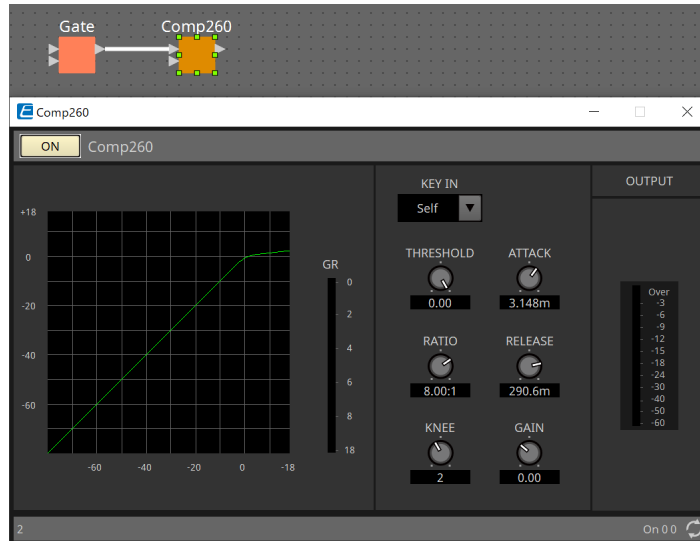 Gate Comp260
E Comp260
ON Comp260
KEY IN OUTPUT
Self
+18
0
-20
-40
-60
-60 -40 -20 0 -18
GR
0
2
4
6
8
18
THRESHOLD ATTACK
0.00 3.148m
RATIO RELEASE
8.00:1 290.6m
KNEE GAIN
2 0.00
Over
-3
-6
-9
-12
-15
-18
-24
-30
-40
-50
-60
2 On 0 0